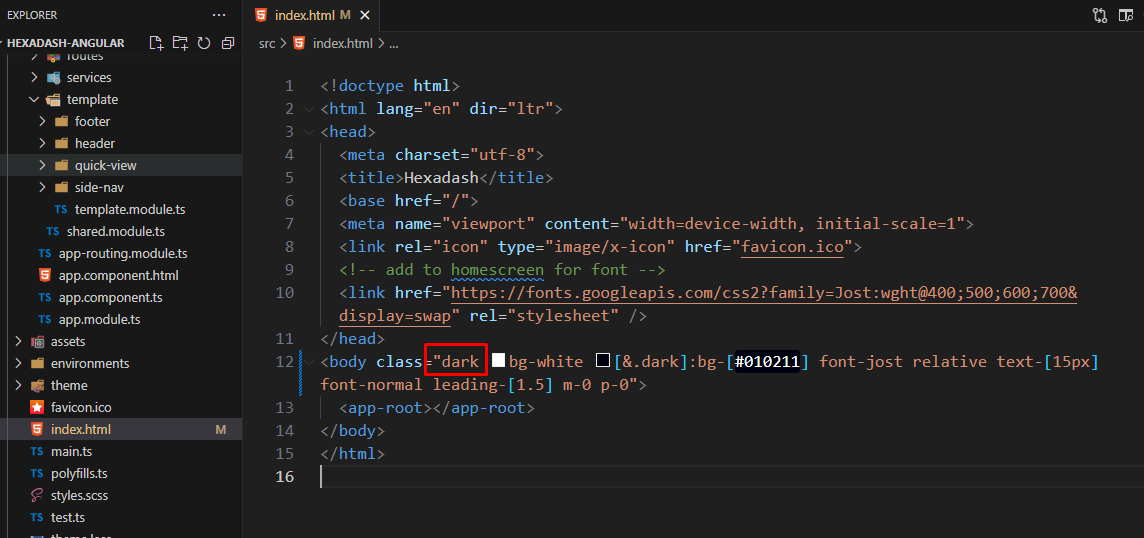 EXPLORER
...
HEXADASH-ANGULAR
routes
services
template
footer
header
quick-view
side-nav
TS template.module.ts
TS shared.module.ts
TS app-routing.module.ts
app.component.html
TS app.component.ts
TS app.module.ts
assets
environments
theme
favicon.ico
index.html M
TS main.ts
TS polyfills.ts
styles.scss
TS test.ts
theme.less
index.html M
src > index.html > ...
1 <!doctype html>
2 <html lang="en" dir="ltr">
3 <head>
4 <meta charset="utf-8">
5 <title>Hexadash</title>
6 <base href="/">
7 <meta name="viewport" content="width=device-width, initial-scale=1">
8 <link rel="icon" type="image/x-icon" href="favicon.ico">
9 <!-- add to homescreen for font -->
10 <link href="https://fonts.googleapis.com/css2?family=Jost:wght@400;500;600;700&
display=swap" rel="stylesheet" />
11 </head>
12 <body class="dark bg-white [&.dark]:bg-[#010211] font-jost relative text-[15px]
font-normal leading-[1.5] m-0 p-0">
13 <app-root></app-root>
14 </body>
15 </html>
16